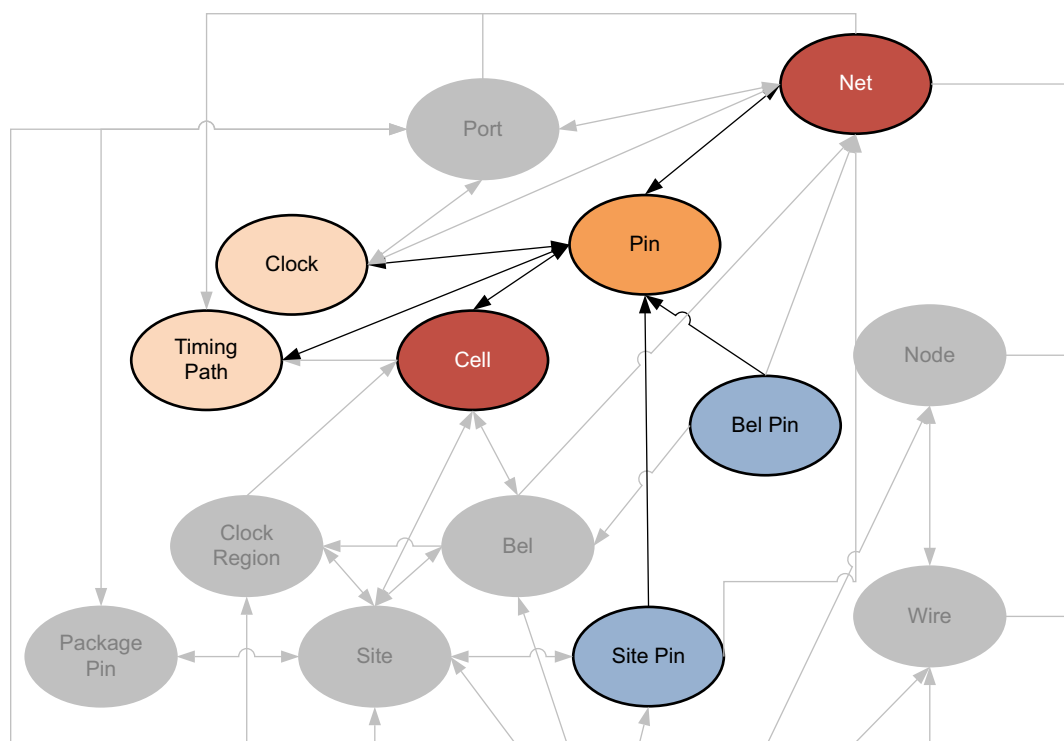 Net
Port
Pin
Clock
Timing
Path
Cell
Node
Bel Pin
Clock
Region
Bel
Wire
Package
Pin
Site
Site Pin